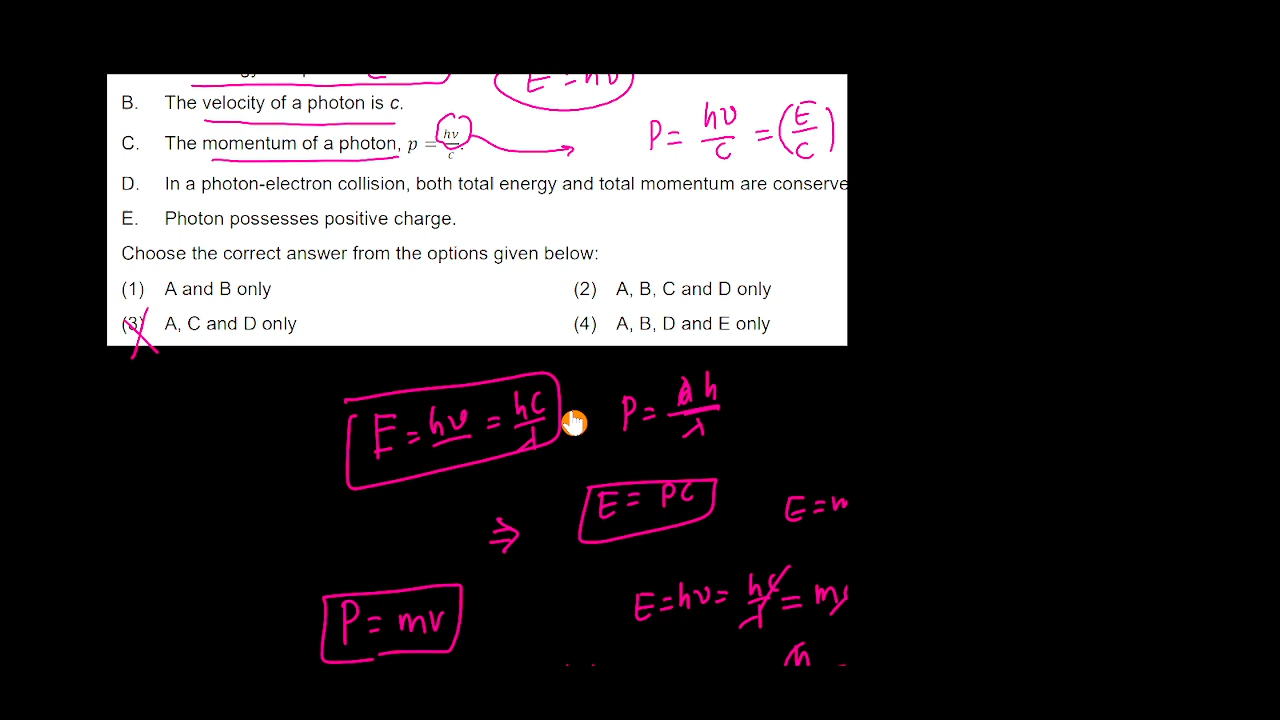 E = hν
B. The velocity of a photon is c.
P = hν/c = (E/c)
C. The momentum of a photon, p = hν/c.
D. In a photon-electron collision, both total energy and total momentum are conserve
E. Photon possesses positive charge.
Choose the correct answer from the options given below:
(1) A and B only
(2) A, B, C and D only
(3) A, C and D only
(4) A, B, D and E only
E = hν = hc/λ
P = h/λ
⇒ E = PC
E = m
E = hν = hc/λ = m
P = mv